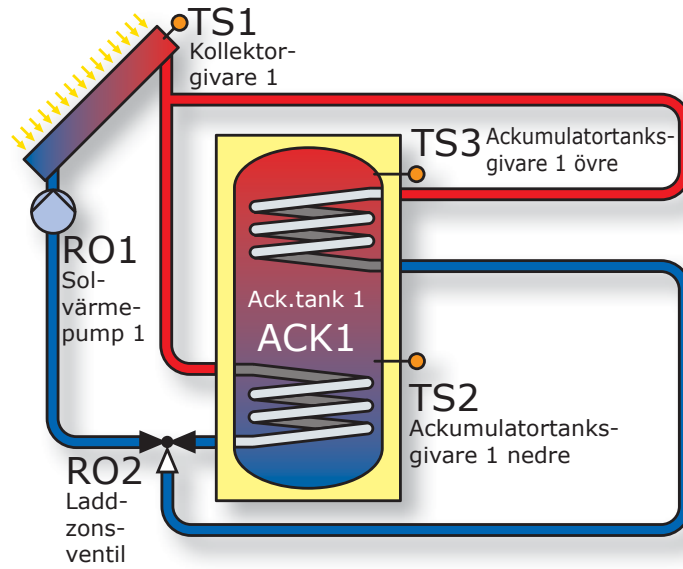 TS1
Kollektor-
givare 1
TS3
Ackumulatortanks-
givare 1 övre
RO1
Sol-
värme-
pump 1
Ack.tank 1
ACK1
TS2
Ackumulatortanks-
givare 1 nedre
RO2
Ladd-
zons-
ventil